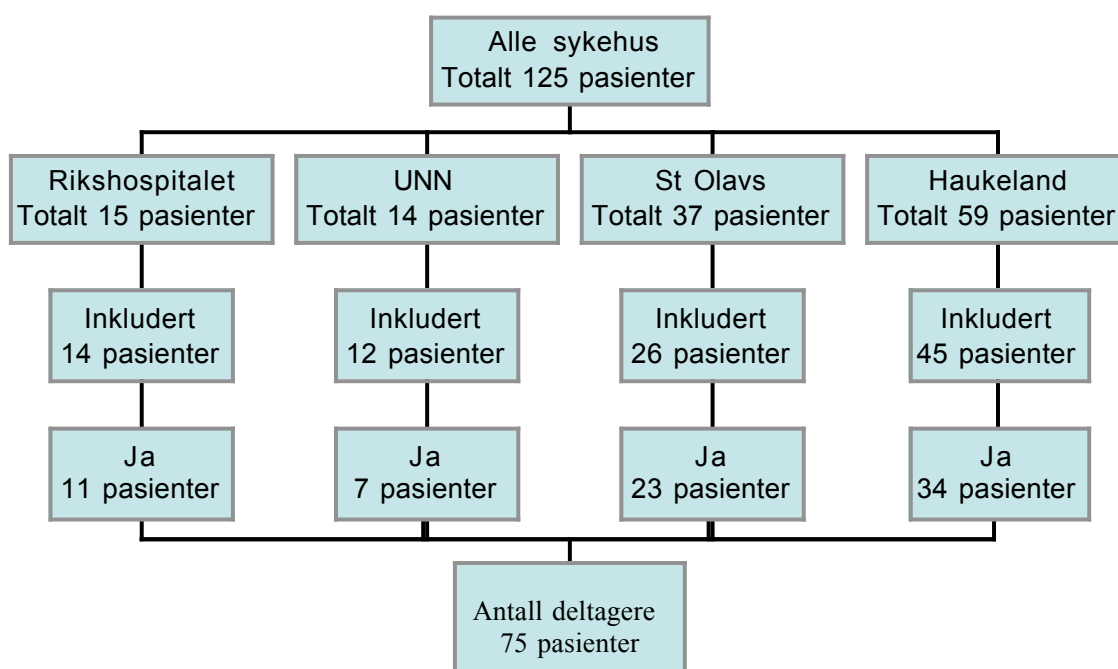 Alle sykehus
Totalt 125 pasienter
Rikshospitalet
Totalt 15 pasienter
UNN
Totalt 14 pasienter
St Olavs
Totalt 37 pasienter
Haukeland
Totalt 59 pasienter
Inkludert
14 pasienter
Inkludert
12 pasienter
Inkludert
26 pasienter
Inkludert
45 pasienter
Ja
11 pasienter
Ja
7 pasienter
Ja
23 pasienter
Ja
34 pasienter
Antall deltagere
75 pasienter